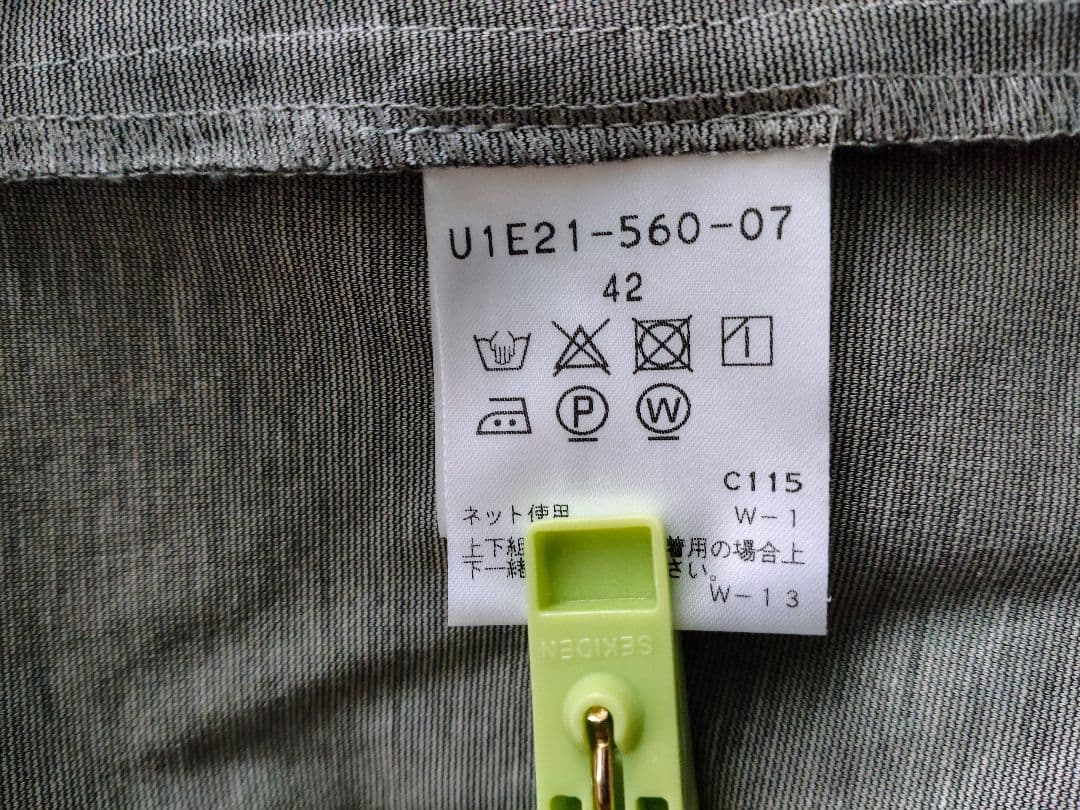 U1E21-560-07
42
P W
C115
ネット使用
W-1
上下組 着用の場合上
下一緒 さい。
W-13
SEKIDEN